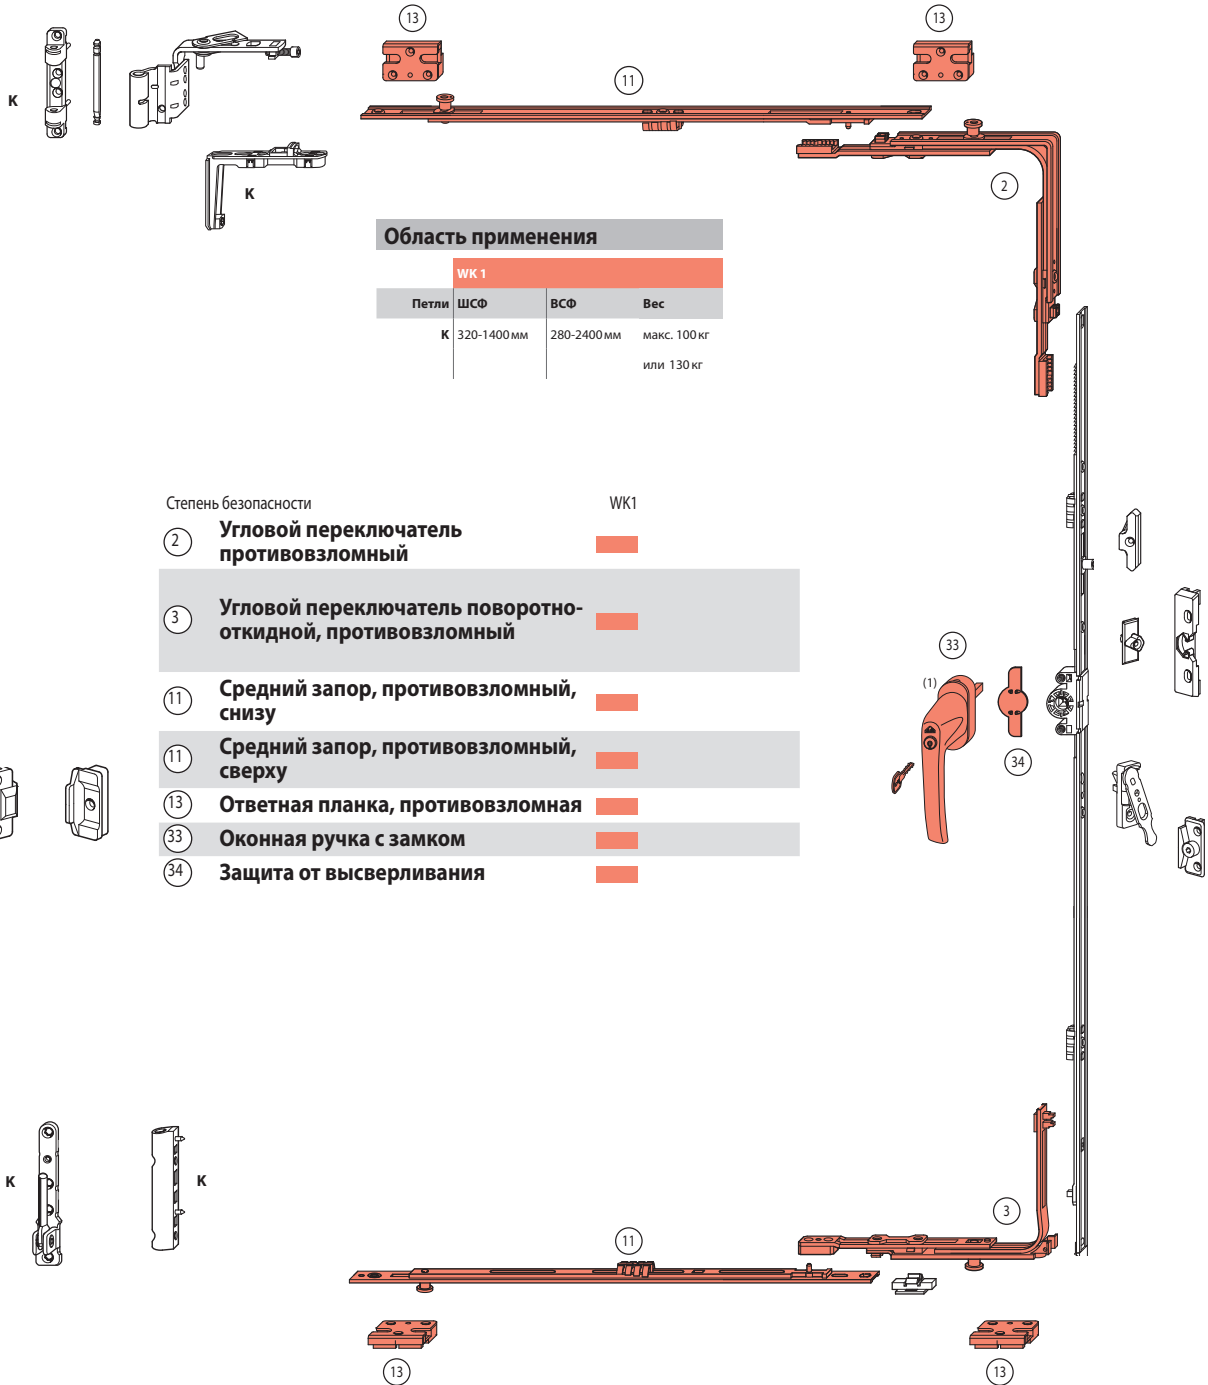 13
13
11
K
K
2
Область применения
WK 1
Петли ШСФ ВСФ Вес
K 320-1400 мм 280-2400 мм макс. 100 кг
или 130 кг
Степень безопасности WK1
2 Угловой переключатель
противовзломный
3 Угловой переключатель поворотно-
откидной, противовзломный
11 Средний запор, противовзломный,
снизу
11 Средний запор, противовзломный,
сверху
13 Ответная планка, противовзломная
33 Оконная ручка с замком
34 Защита от высверливания
33
(1)
34
K
K
3
11
13
13